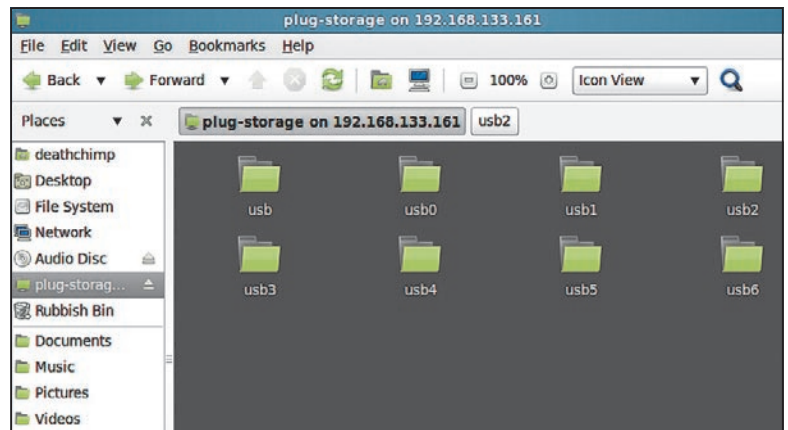 plug-storage on 192.168.133.161
File Edit View Go Bookmarks Help
Back Forward 100% Icon View
Places plug-storage on 192.168.133.161 usb2
deathchimp
Desktop
File System
Network
Audio Disc
plug-storag...
Rubbish Bin
Documents
Music
Pictures
Videos
usb usb0 usb1 usb2
usb3 usb4 usb5 usb6